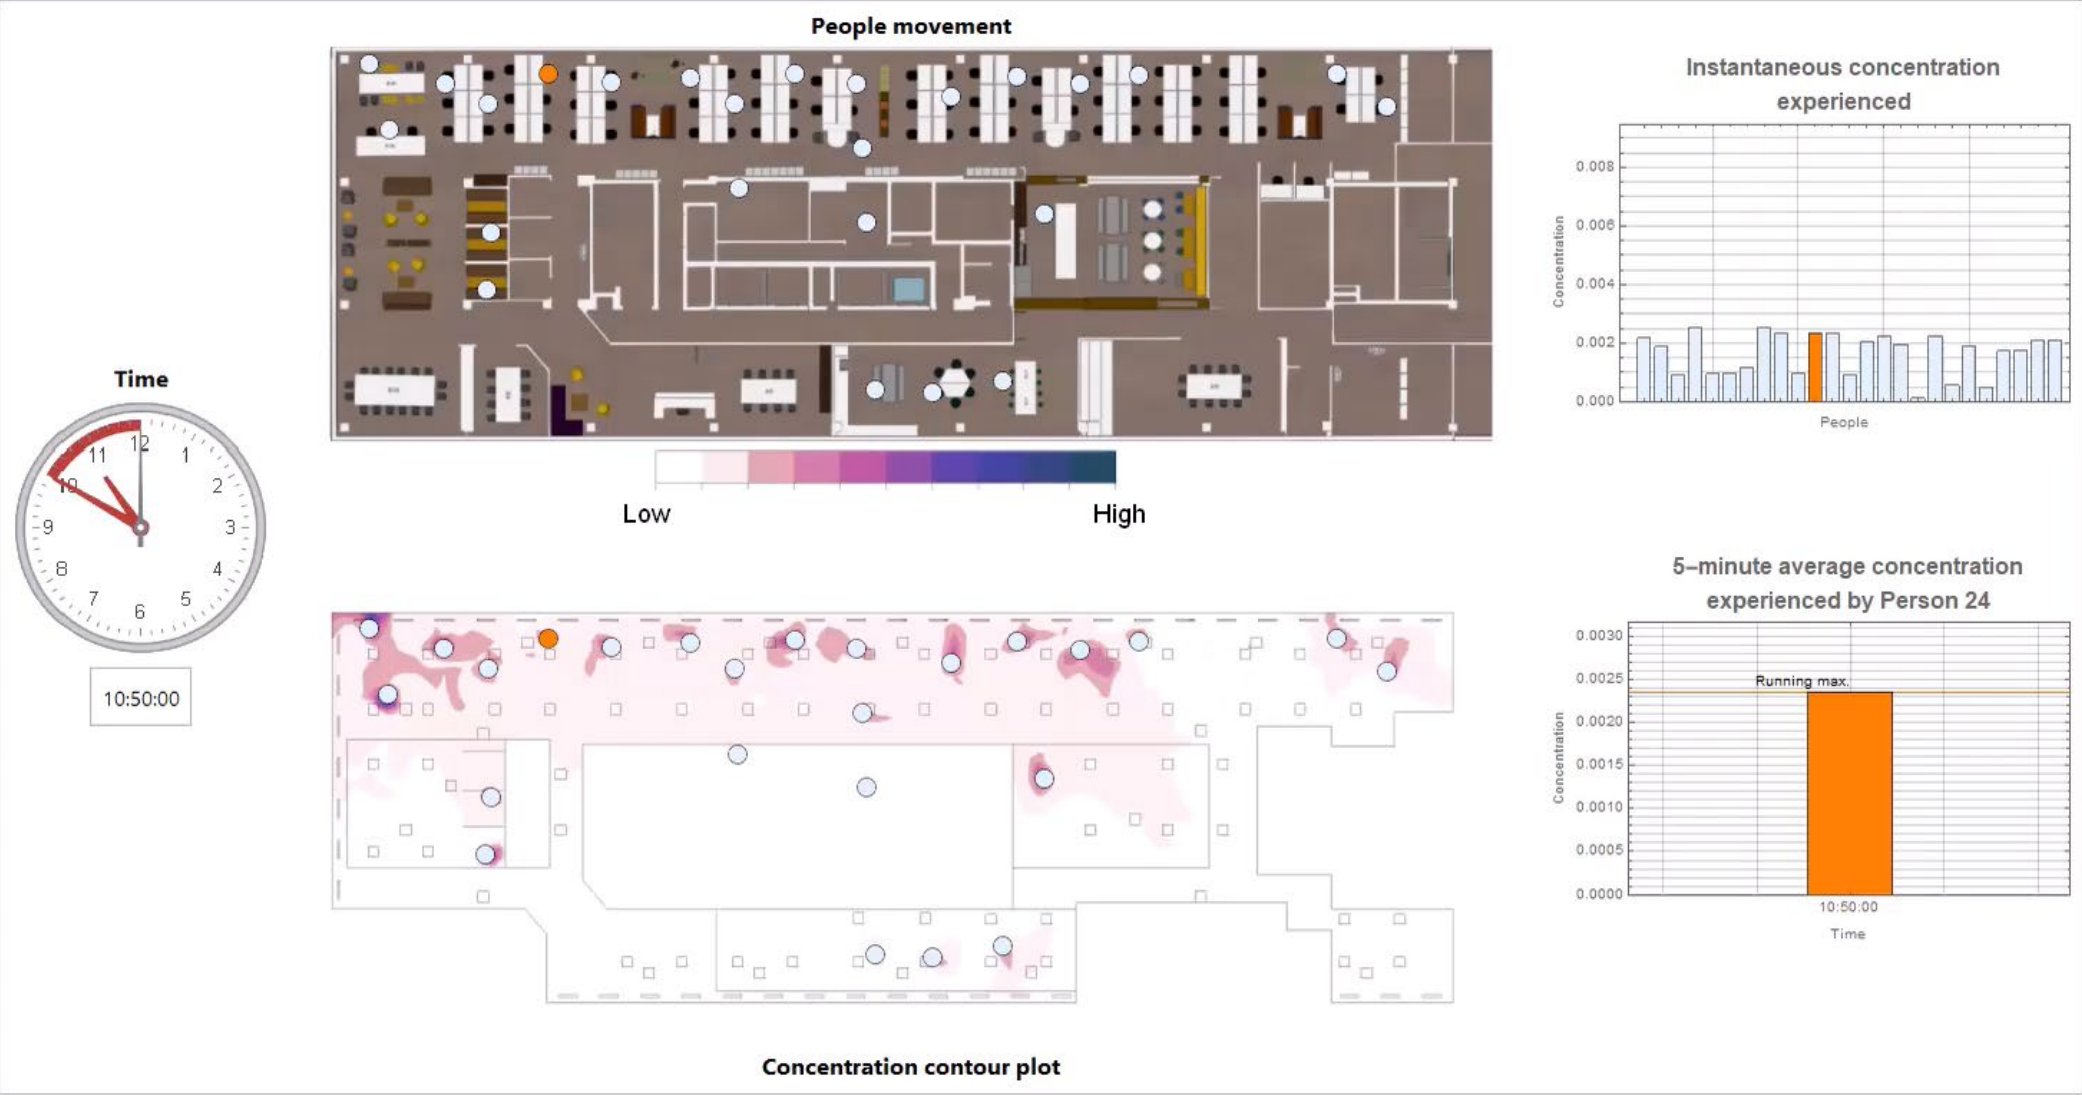 People movement
Instantaneous concentration
experienced
0.008
0.006
0.004
0.002
0.000
Concentration
People
Low
High
Time
12
1
2
3
4
5
6
7
8
9
10
11
10:50:00
5–minute average concentration
experienced by Person 24
0.0030
0.0025
0.0020
0.0015
0.0010
0.0005
0.0000
Running max.
Concentration
10:50:00
Time
Concentration contour plot